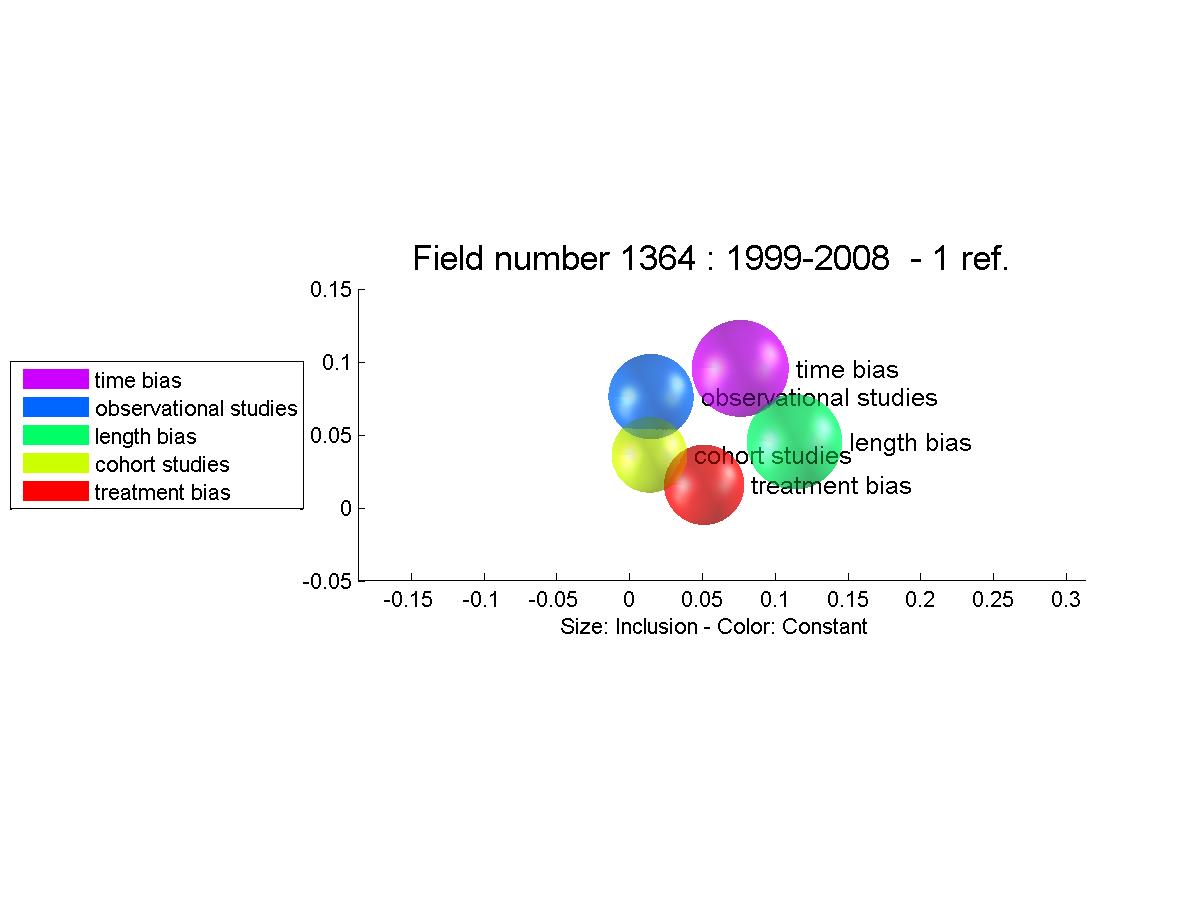 Field number 1364 : 1999-2008  - 1 ref.
0.15
0.1
0.05
0
-0.05
time bias
observational studies
length bias
cohort studies
treatment bias
time bias
observational studies
length bias
cohort studies
treatment bias
-0.15 -0.1 -0.05 0 0.05 0.1 0.15 0.2 0.25 0.3
Size: Inclusion - Color: Constant